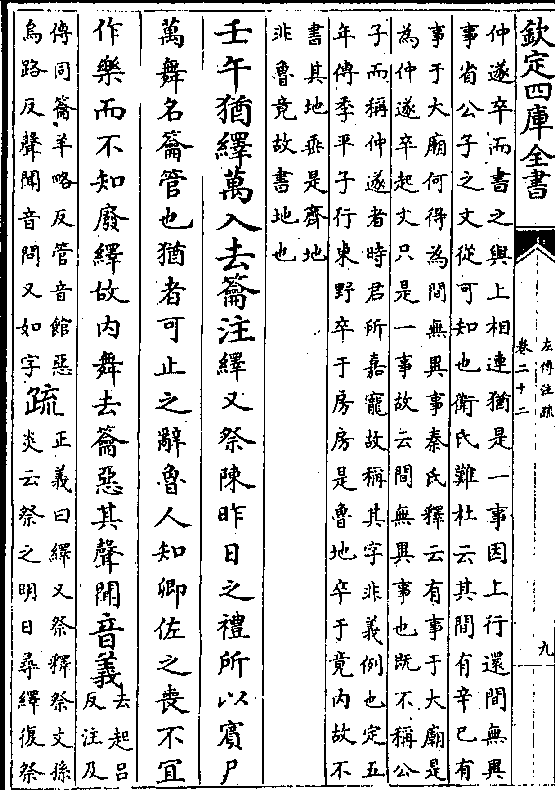 欽定四庫全書
左傳注疏
卷二十二
九
仲遂卒而書之與上相連猶是一事因上行還間無異
事省公子之文從可知也衛氏難杜云其間有辛巳有
事于大廟何得為間無異事秦氏釋云有事于大廟是
為仲遂卒起文只是一事故云間無異事也既不稱公
子而稱仲遂者時君所嘉寵故稱其字非義例也定五
年傳季平子行東野卒于房房是魯地卒于竟內故不
書其地垂是齊地
非魯竟故書地也
壬午猶繹萬入去籥注繹又祭陳昨日之禮所以賓尸
萬舞名籥管也猶者可止之辭魯人知卿佐之喪不宜
作樂而不知廢繹故內舞去籥惡其聲聞音義去起呂
反注及
傳同籥羊略反管音館惡
烏路反聲聞音問又如字疏正義曰繹又祭釋祭文孫
炎云祭之明日尋繹復祭